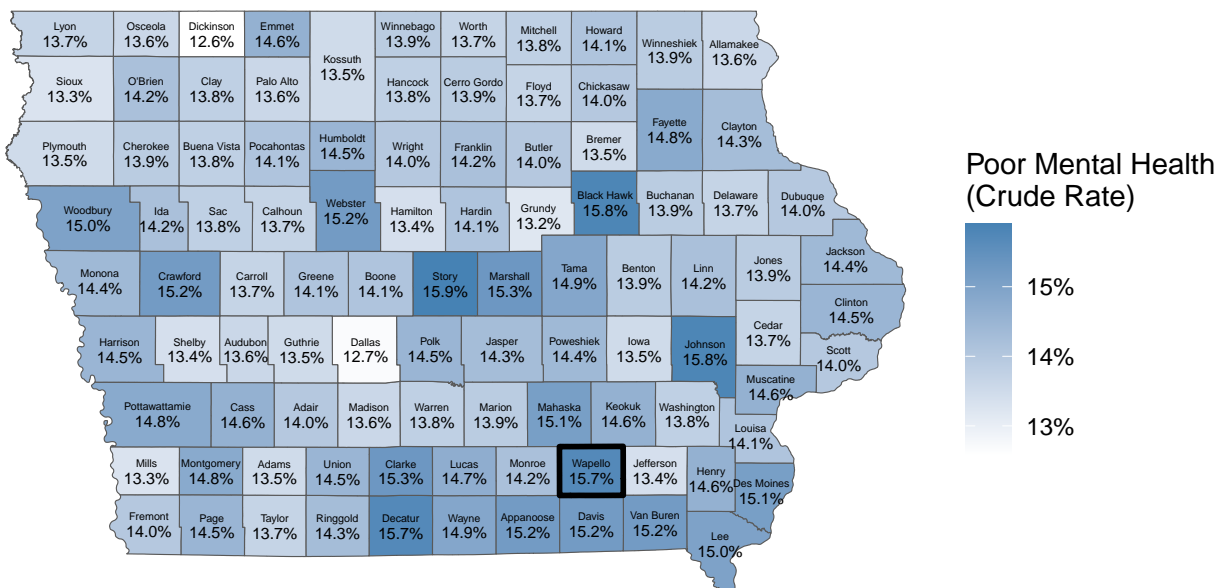 Lyon
13.7%
Osceola
13.6%
Dickinson
12.6%
Emmet
14.6%
Kossuth
13.5%
Winnebago
13.9%
Worth
13.7%
Mitchell
13.8%
Howard
14.1%
Winneshiek
13.9%
Allamakee
13.6%
Sioux
13.3%
O'Brien
14.2%
Clay
13.8%
Palo Alto
13.6%
Hancock
13.8%
Cerro Gordo
13.9%
Floyd
13.7%
Chickasaw
14.0%
Plymouth
13.5%
Cherokee
13.9%
Buena Vista
13.8%
Pocahontas
14.1%
Humboldt
14.5%
Wright
14.0%
Franklin
14.2%
Butler
14.0%
Bremer
13.5%
Fayette
14.8%
Clayton
14.3%
Woodbury
15.0%
Ida
14.2%
Sac
13.8%
Calhoun
13.7%
Webster
15.2%
Hamilton
13.4%
Hardin
14.1%
Grundy
13.2%
Black Hawk
15.8%
Buchanan
13.9%
Delaware
13.7%
Dubuque
14.0%
Monona
14.4%
Crawford
15.2%
Carroll
13.7%
Greene
14.1%
Boone
14.1%
Story
15.9%
Marshall
15.3%
Tama
14.9%
Benton
13.9%
Linn
14.2%
Jones
13.9%
Jackson
14.4%
Clinton
14.5%
Harrison
14.5%
Shelby
13.4%
Audubon
13.6%
Guthrie
13.5%
Dallas
12.7%
Polk
14.5%
Jasper
14.3%
Poweshiek
14.4%
Iowa
13.5%
Johnson
15.8%
Cedar
13.7%
Scott
14.0%
Muscatine
14.6%
Pottawattamie
14.8%
Cass
14.6%
Adair
14.0%
Madison
13.6%
Warren
13.8%
Marion
13.9%
Mahaska
15.1%
Keokuk
14.6%
Washington
13.8%
Louisa
14.1%
Mills
13.3%
Montgomery
14.8%
Adams
13.5%
Union
14.5%
Clarke
15.3%
Lucas
14.7%
Monroe
14.2%
Wapello
15.7%
Jefferson
13.4%
Henry
14.6%
Des Moines
15.1%
Fremont
14.0%
Page
14.5%
Taylor
13.7%
Ringgold
14.3%
Decatur
15.7%
Wayne
14.9%
Appanoose
15.2%
Davis
15.2%
Van Buren
15.2%
Lee
15.0%
Poor Mental Health
(Crude Rate)
15%
14%
13%